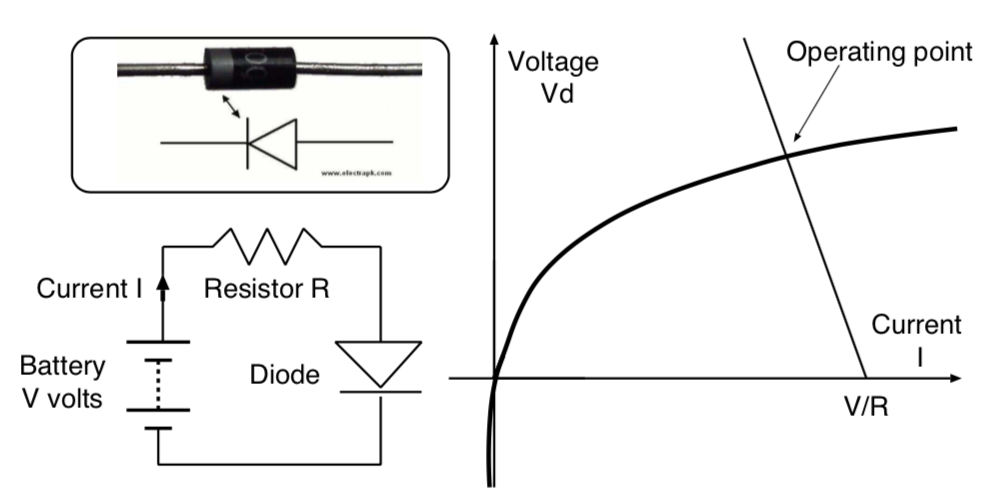 www.electrapk.com
Voltage
Vd
Operating point
Current I
Resistor R
Battery
V volts
Diode
Current
I
V/R